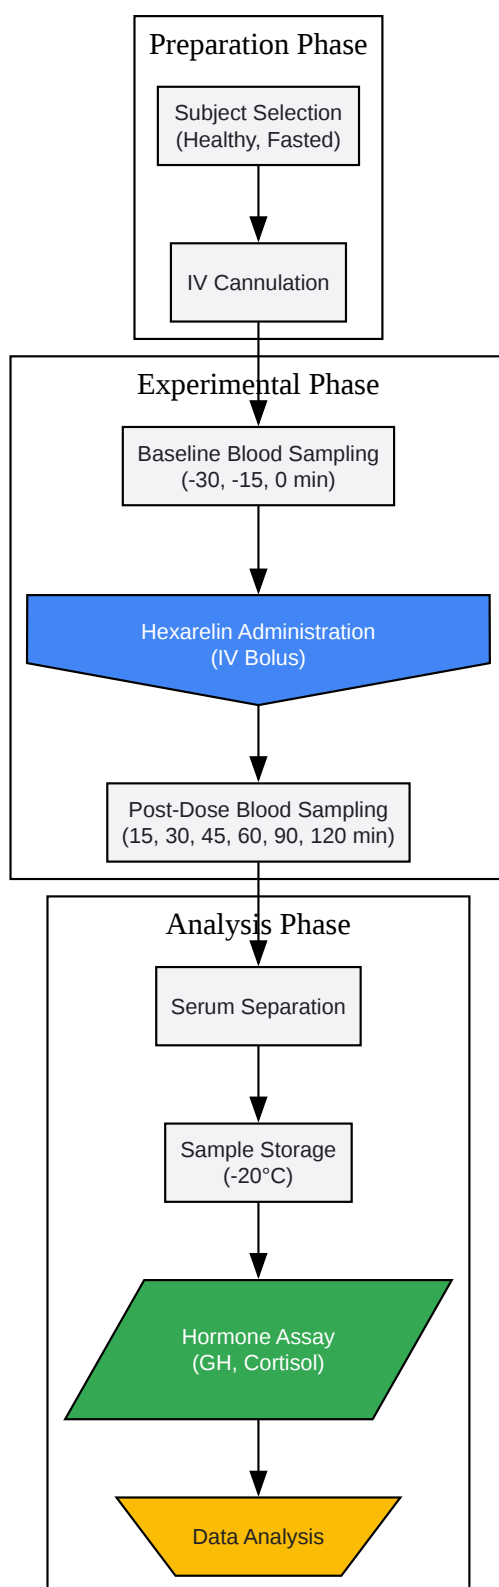 Preparation Phase
Subject Selection
(Healthy, Fasted)
IV Cannulation
Experimental Phase
Baseline Blood Sampling
(-30, -15, 0 min)
Hexarelin Administration
(IV Bolus)
Post-Dose Blood Sampling
(15, 30, 45, 60, 90, 120 min)
Analysis Phase
Serum Separation
Sample Storage
(-20°C)
Hormone Assay
(GH, Cortisol)
Data Analysis